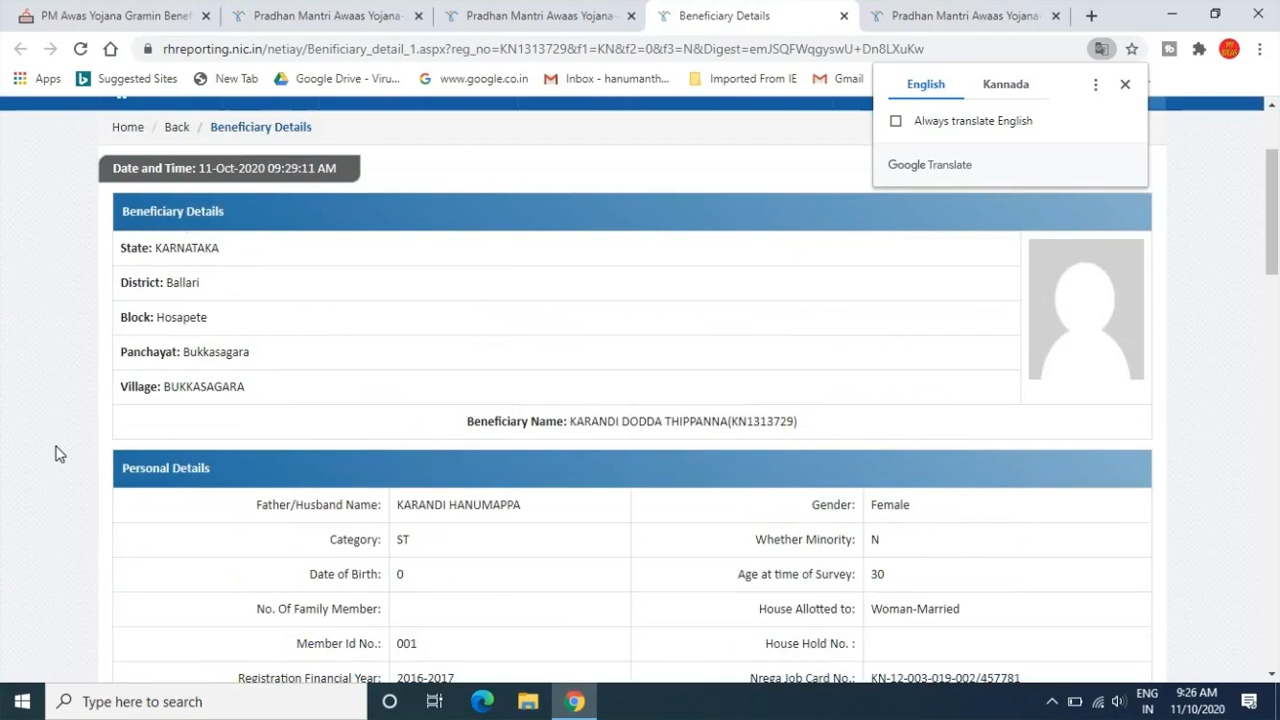 PM Awas Yojana Gramin Benef
Pradhan Mantri Awaas Yojana-
Pradhan Mantri Awaas Yojana-
Beneficiary Details
Pradhan Mantri Awaas Yojana-
rhreporting.nic.in/netiay/Benificiary_detail_1.aspx?reg_no=KN1313729&f1=KN&f2=0&f3=N&Digest=emJSQFWqgyswU+Dn8LXuKw
MY IDEAS
Apps
Suggested Sites
New Tab
Google Drive - Viru...
www.google.co.in
Inbox - hanumanth...
Imported From IE
Gmail
English Kannada
Always translate English
Google Translate
Home Back Beneficiary Details
Date and Time: 11-Oct-2020 09:29:11 AM
Beneficiary Details
State: KARNATAKA
District: Ballari
Block: Hosapete
Panchayat: Bukkasagara
Village: BUKKASAGARA
Beneficiary Name: KARANDI DODDA THIPPANNA(KN1313729)
Personal Details
Father/Husband Name: KARANDI HANUMAPPA Gender: Female
Category: ST Whether Minority: N
Date of Birth: 0 Age at time of Survey: 30
No. Of Family Member: House Allotted to: Woman-Married
Member Id No.: 001 House Hold No. :
Registration Financial Year: 2016-2017 Nrega Job Card No.: KN-12-003-019-002/457781
Type here to search
ENG
IN
9:26 AM
11/10/2020